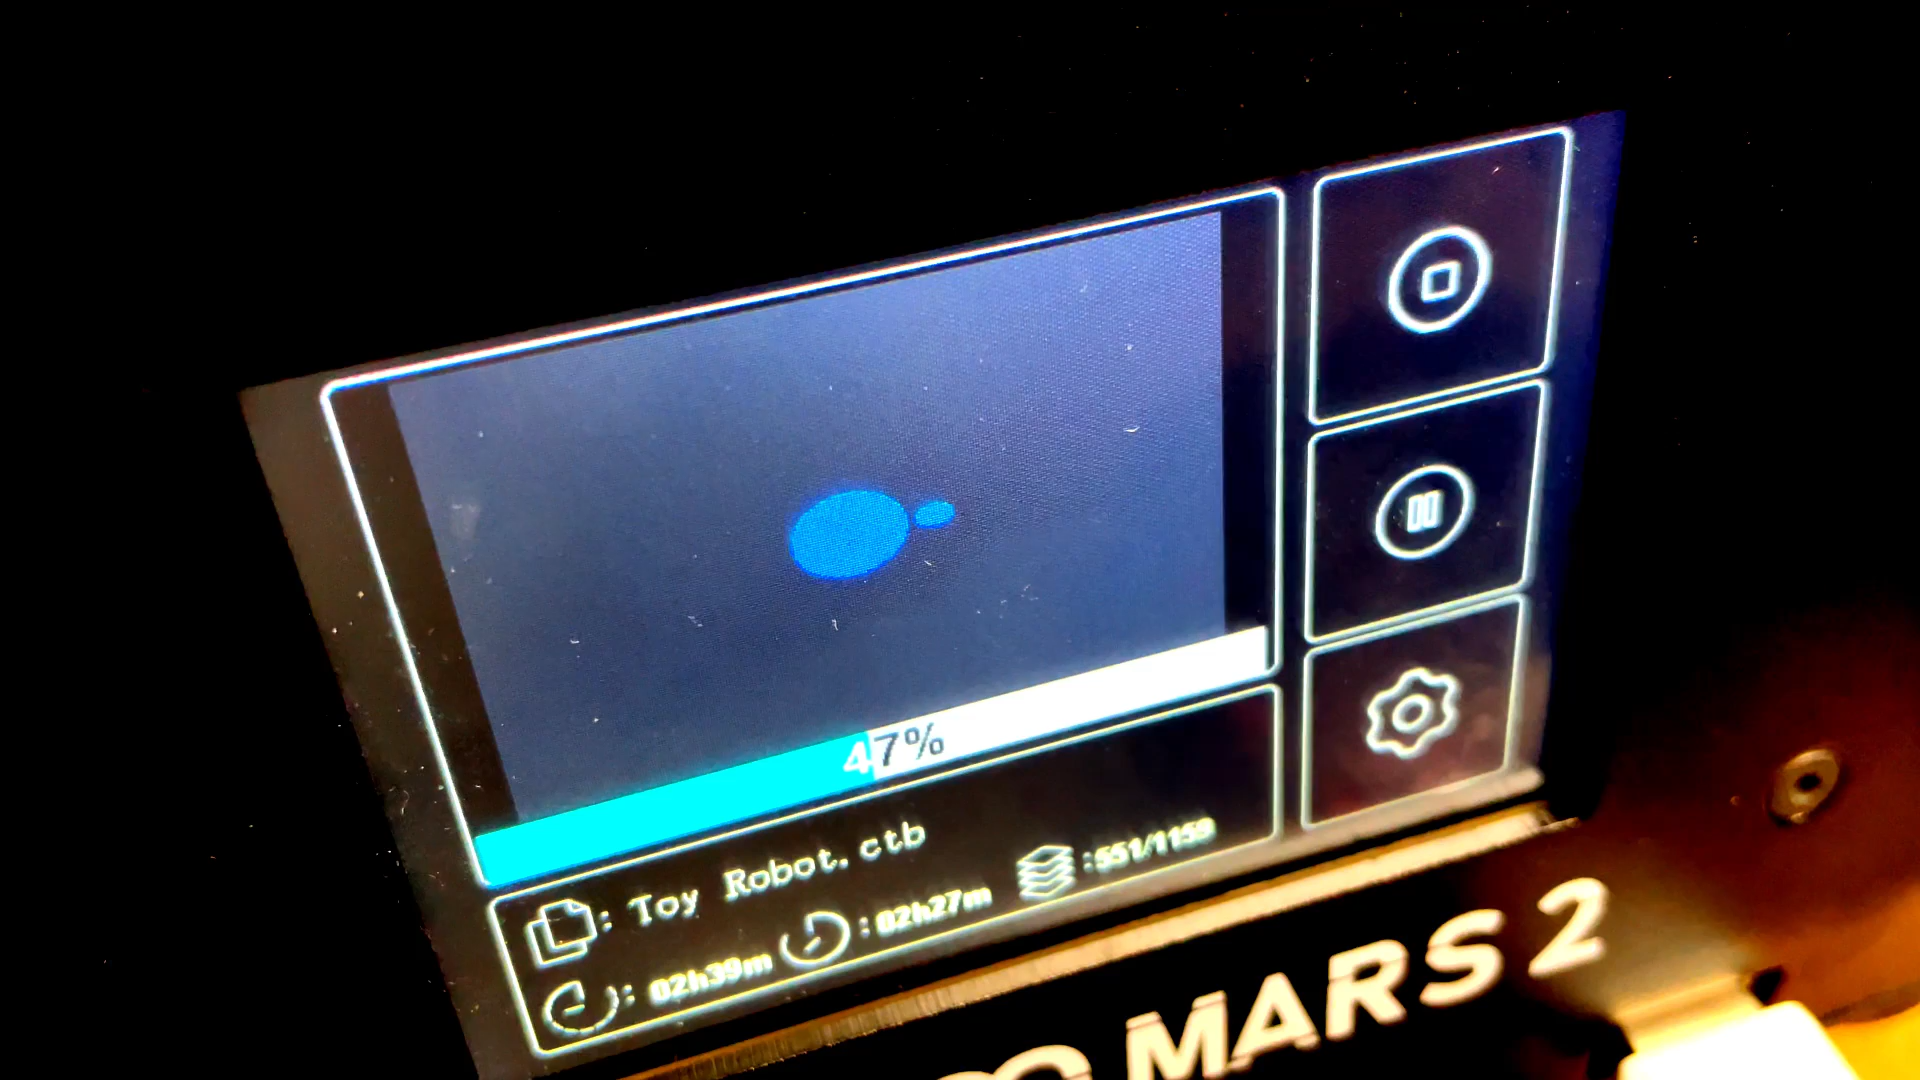 47%
: Toy Robot.ctb
: 02h39m : 02h27m :551/1159
MARS 2